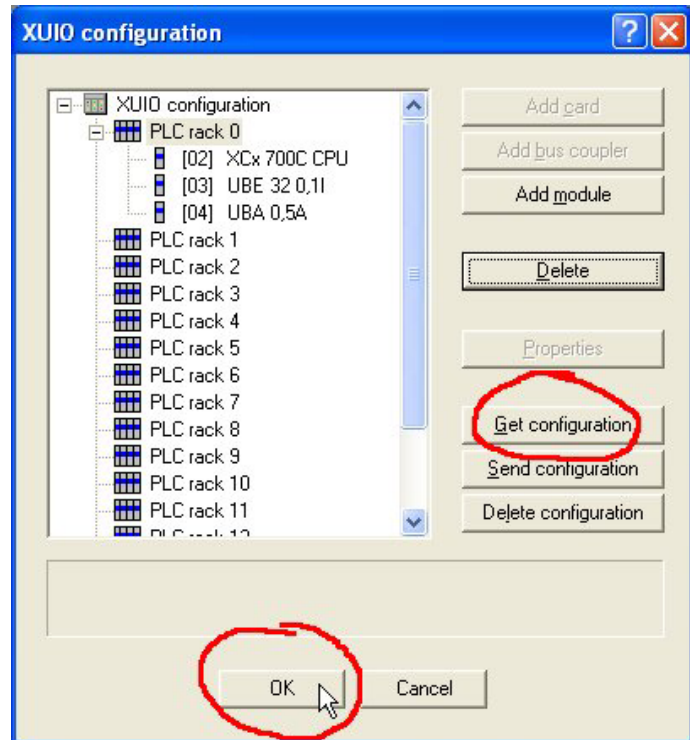 XUIO configuration
XUIO configuration
PLC rack 0
[02] XCx 700C CPU
[03] UBE 32 0,1I
[04] UBA 0,5A
PLC rack 1
PLC rack 2
PLC rack 3
PLC rack 4
PLC rack 5
PLC rack 6
PLC rack 7
PLC rack 8
PLC rack 9
PLC rack 10
PLC rack 11
PLC rack 12
Add card
Add bus coupler
Add module
Delete
Properties
Get configuration
Send configuration
Delete configuration
OK
Cancel